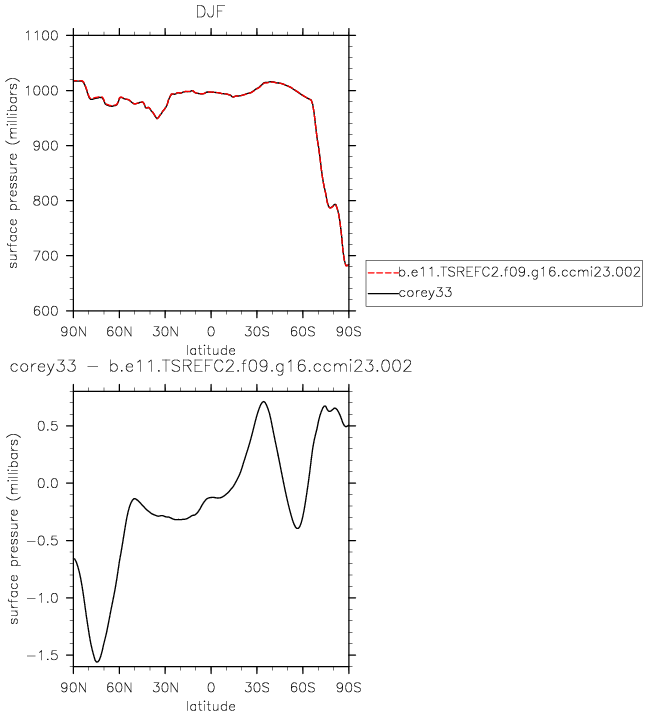 DJF
1100
1000
900
800
700
600
surface pressure (millibars)
90N 60N 30N 0 30S 60S 90S
latitude
b.e11.TSREFC2.f09.g16.ccmi23.002
corey33
corey33 − b.e11.TSREFC2.f09.g16.ccmi23.002
0.5
0.0
−0.5
−1.0
−1.5
surface pressure (millibars)
90N 60N 30N 0 30S 60S 90S
latitude